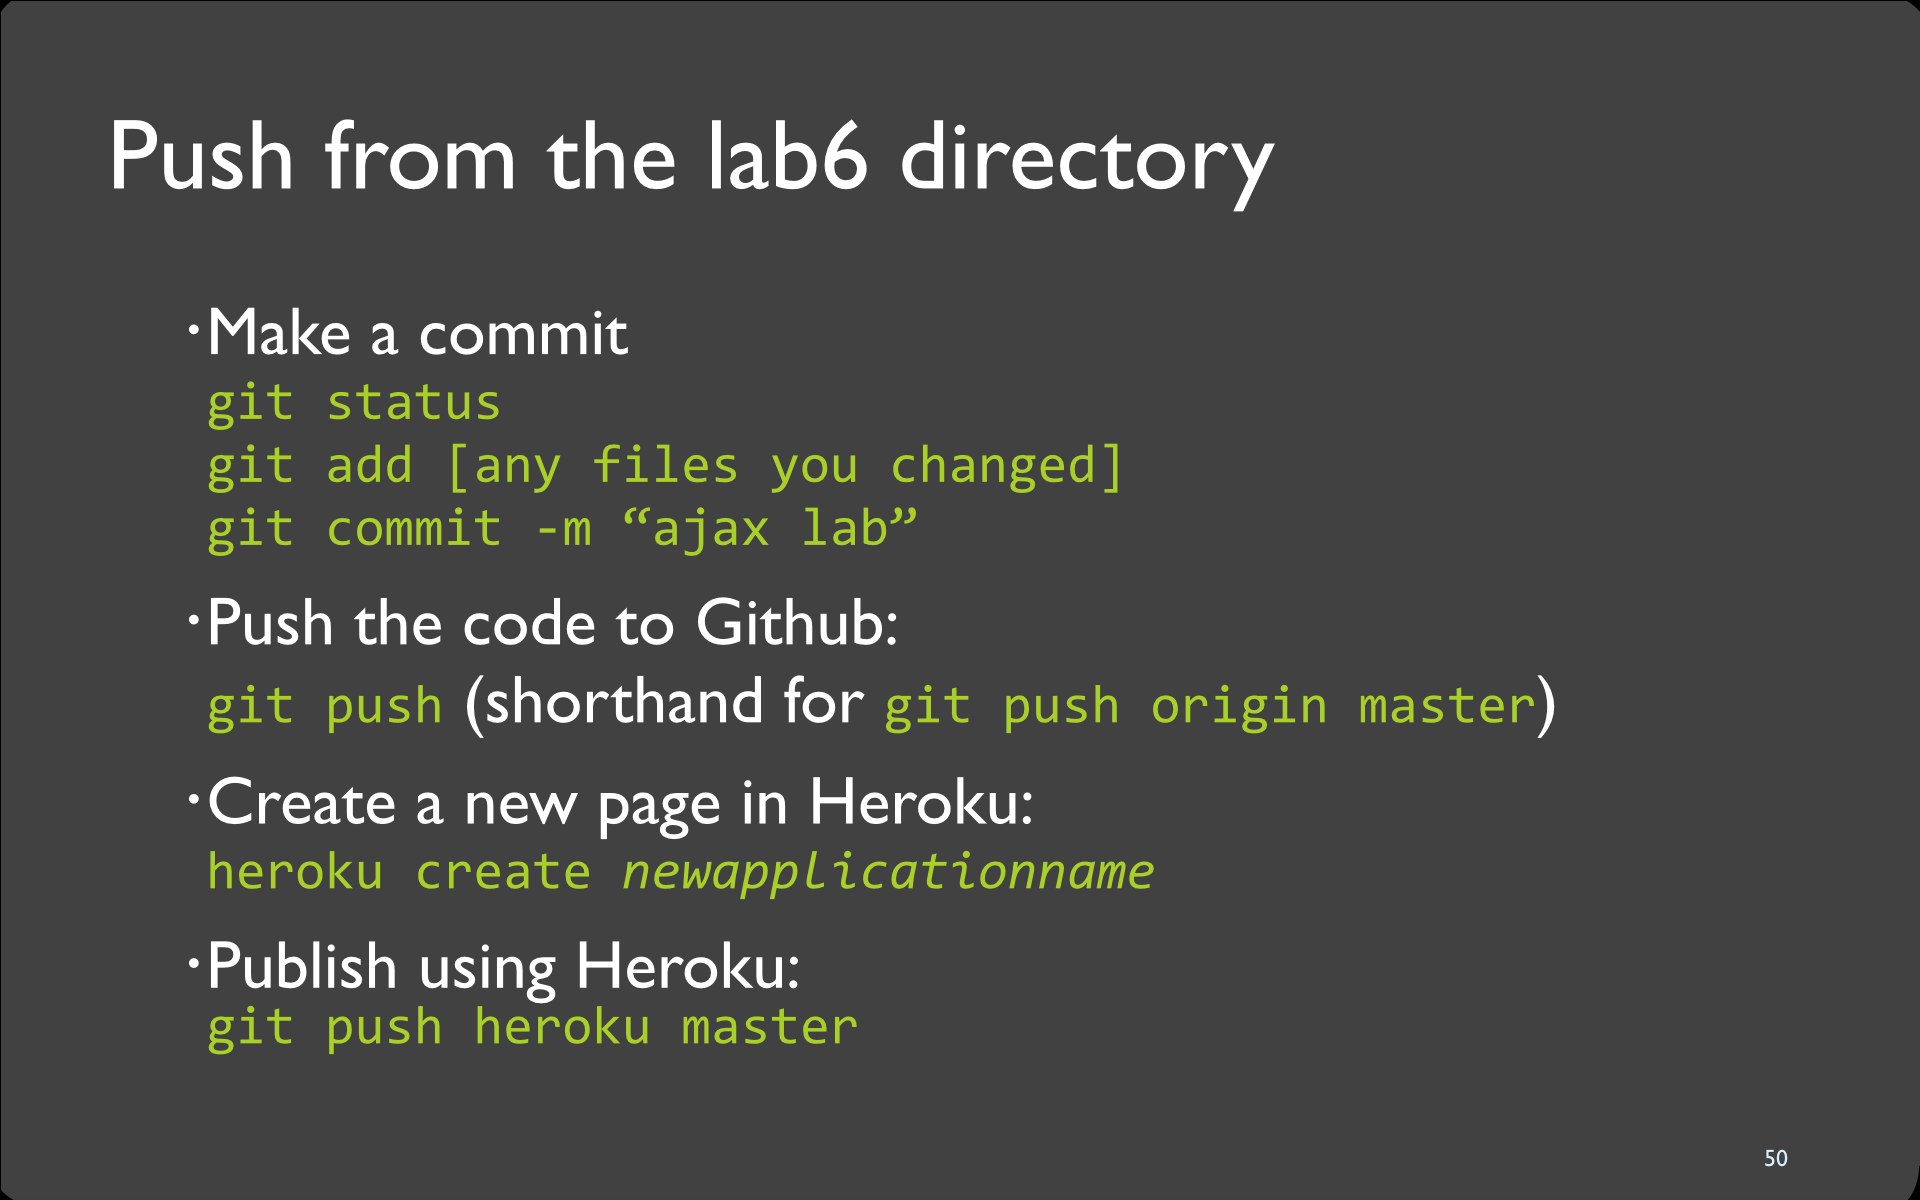 Push from the lab6 directory
·Make a commit
git status
git add [any files you changed]
git commit -m “ajax lab”
·Push the code to Github:
git push (shorthand for git push origin master)
·Create a new page in Heroku:
heroku create newapplicationname
·Publish using Heroku:
git push heroku master
50